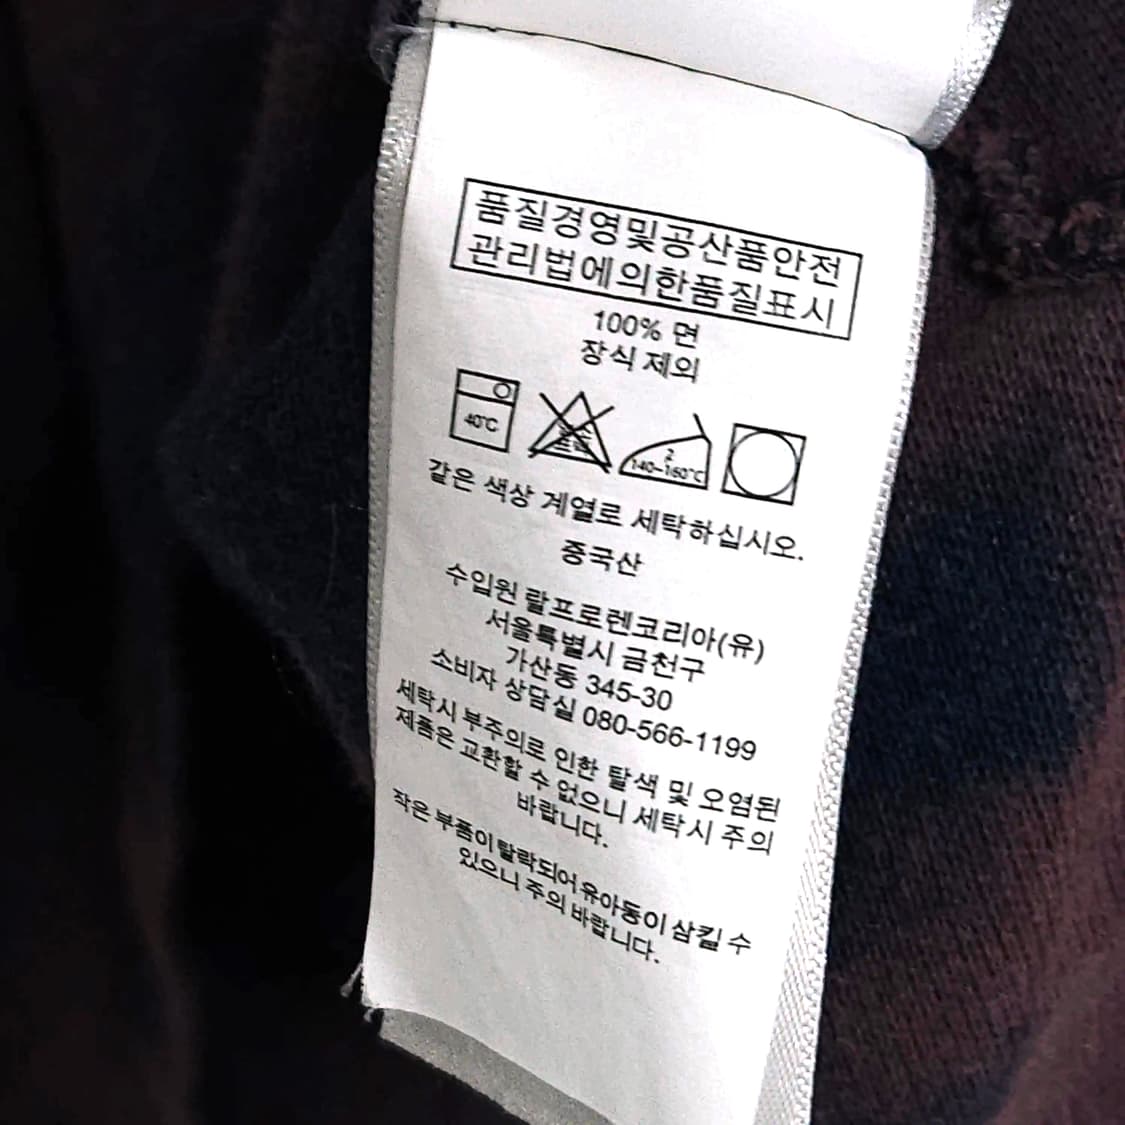 품질경영및공산품안전
관리법에의한품질표시
100% 면
장식 제의
40°C
2
140~160°C
같은 색상 계열로 세탁하십시오.
중국산
수입원 랄프로렌코리아(유)
서울특별시 금천구
가산동 345-30
소비자 상담실 080-566-1199
세탁시 부주의로 인한 탈색 및 오염된
제품은 교환할 수 없으니 세탁시 주의
바랍니다.
작은 부품이 탈락되어 유아동이 삼킬 수
있으니 주의 바랍니다.